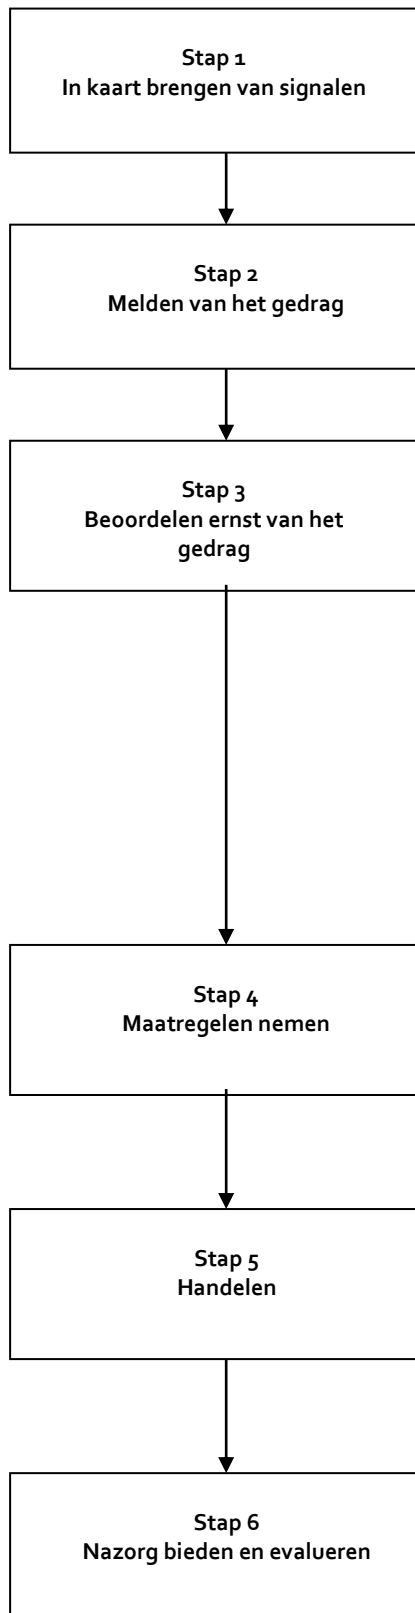 Stap 1
In kaart brengen van signalen
Stap 2
Melden van het gedrag
Stap 3
Beoordelen ernst van het
gedrag
Stap 4
Maatregelen nemen
Stap 5
Handelen
Stap 6
Nazorg bieden en evalueren